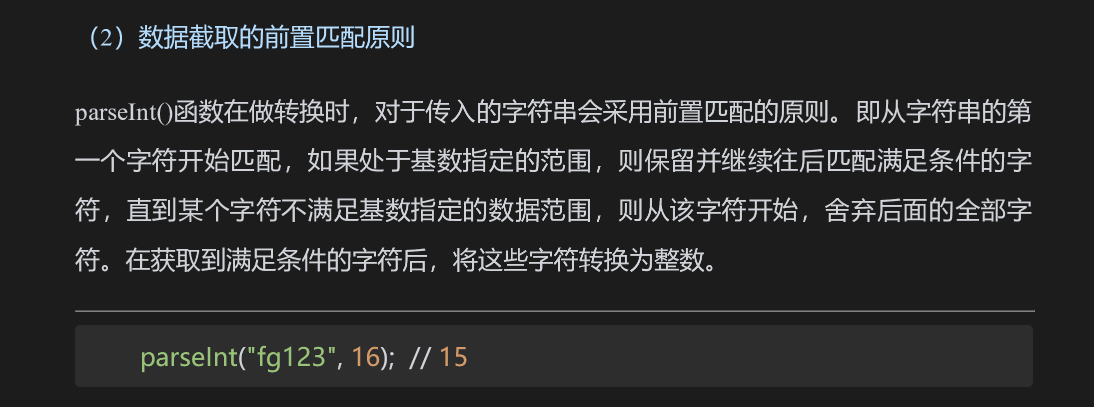 （2）数据截取的前置匹配原则
parseInt()函数在做转换时，对于传入的字符串会采用前置匹配的原则。即从字符串的第
一个字符开始匹配，如果处于基数指定的范围，则保留并继续往后匹配满足条件的字
符，直到某个字符不满足基数指定的数据范围，则从该字符开始，舍弃后面的全部字
符。在获取到满足条件的字符后，将这些字符转换为整数。
parseInt("fg123", 16);  // 15